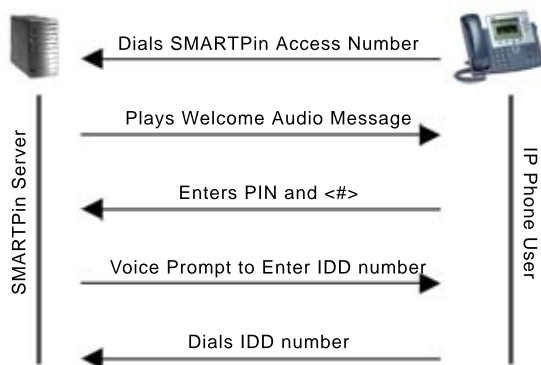 Dials SMARTPin Access Number
Plays Welcome Audio Message
Enters PIN and <#>
Voice Prompt to Enter IDD number
Dials IDD number
SMARTPin Server
IP Phone User